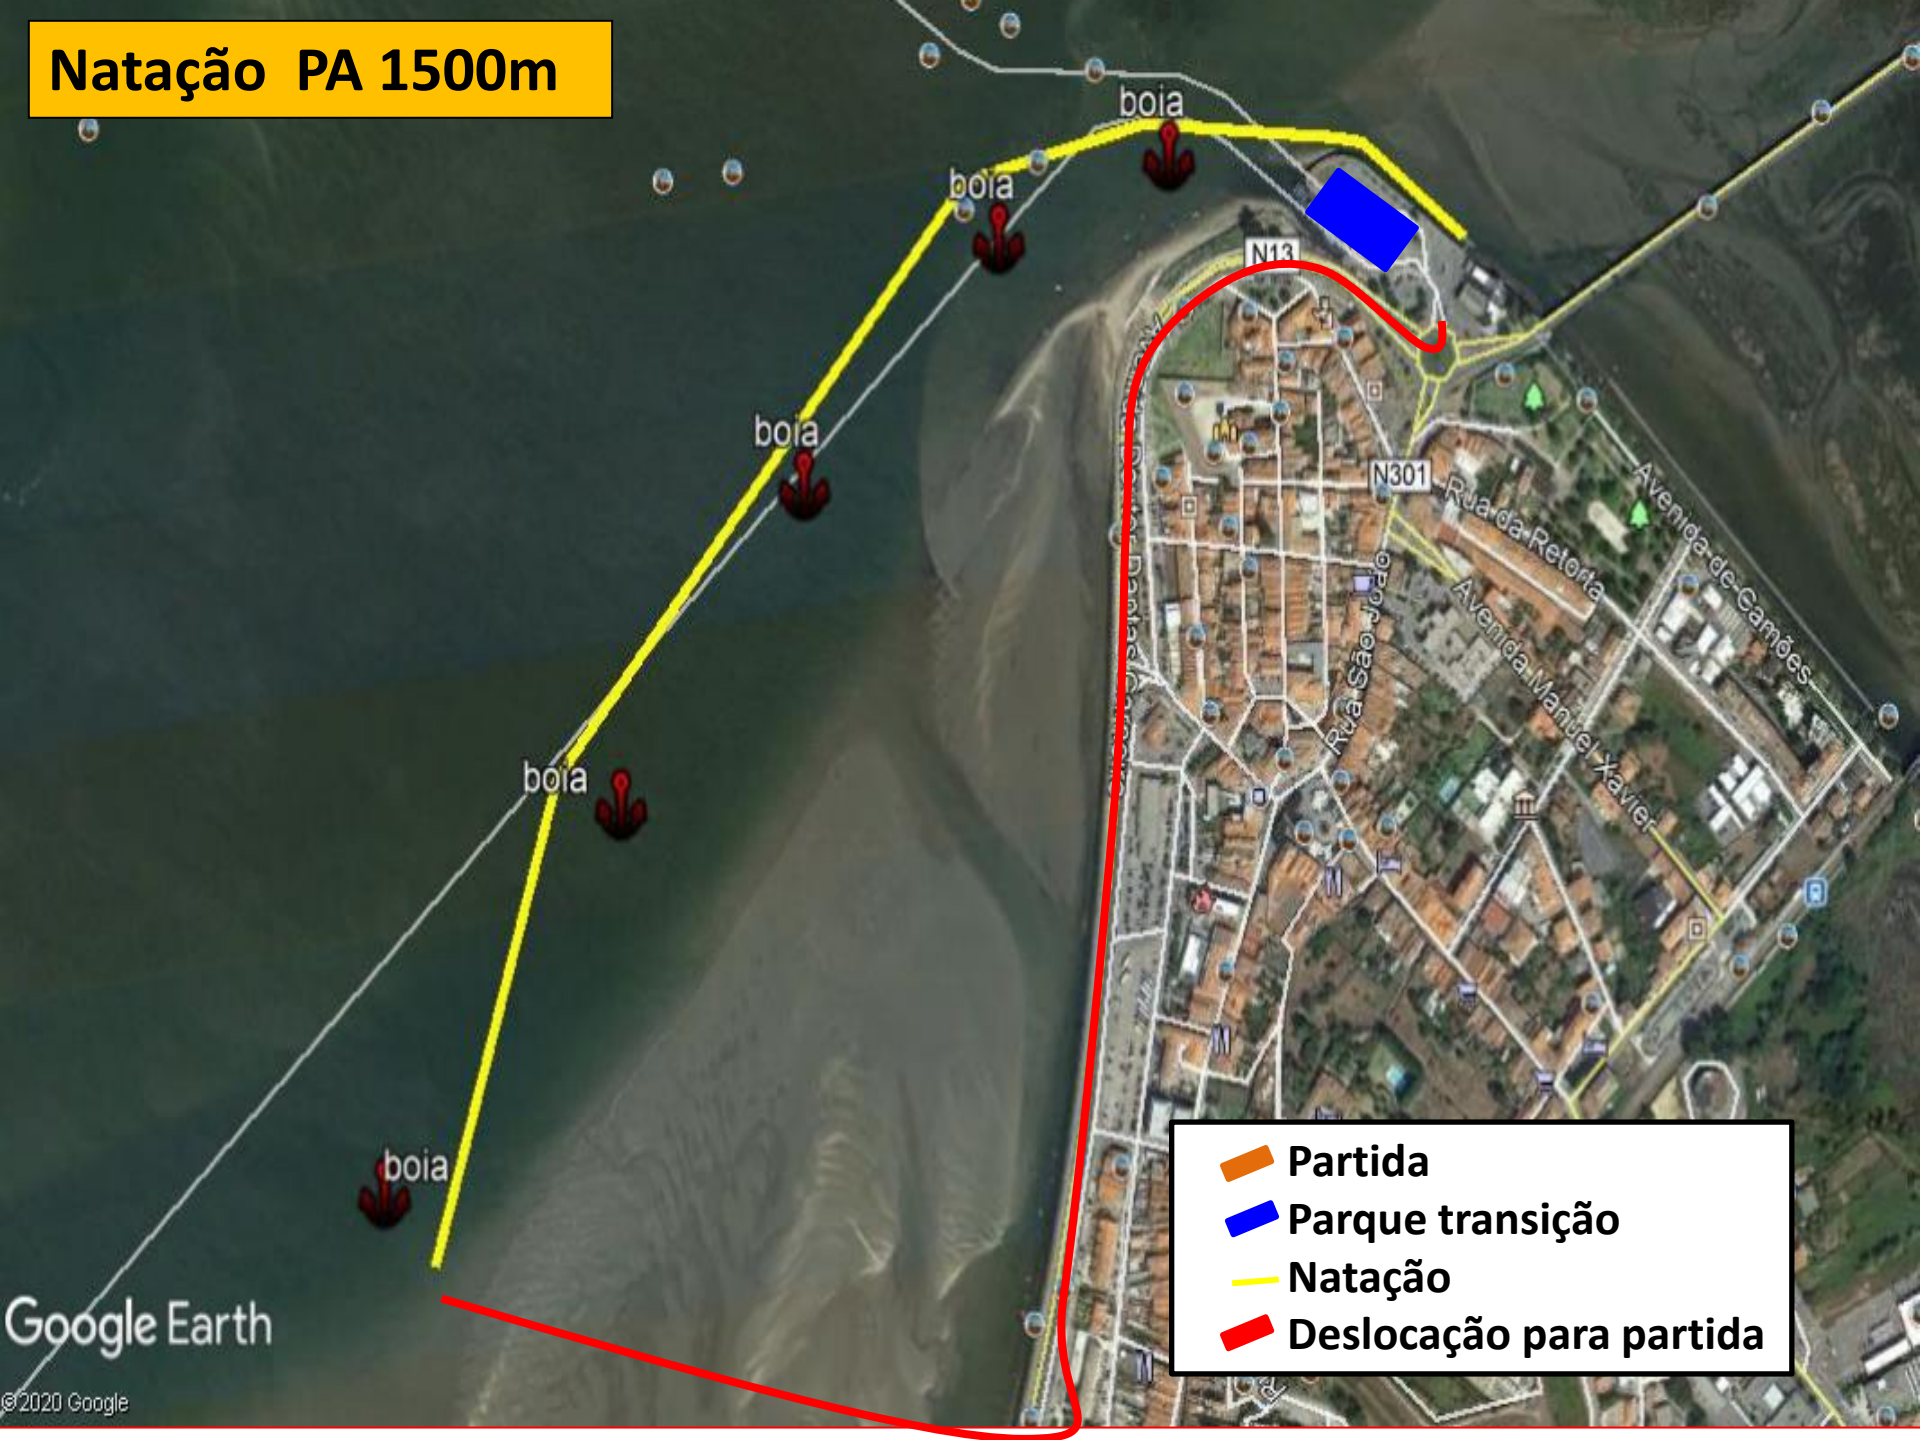 Natação PA 1500m
boia
boia
N13
boia
N301
Rua da Retorta
Avenida de Camões
Rua São João
Avenida Manuel Xavier
boia
boia
Partida
Parque transição
Natação
Deslocação para partida
Google Earth
©2020 Google